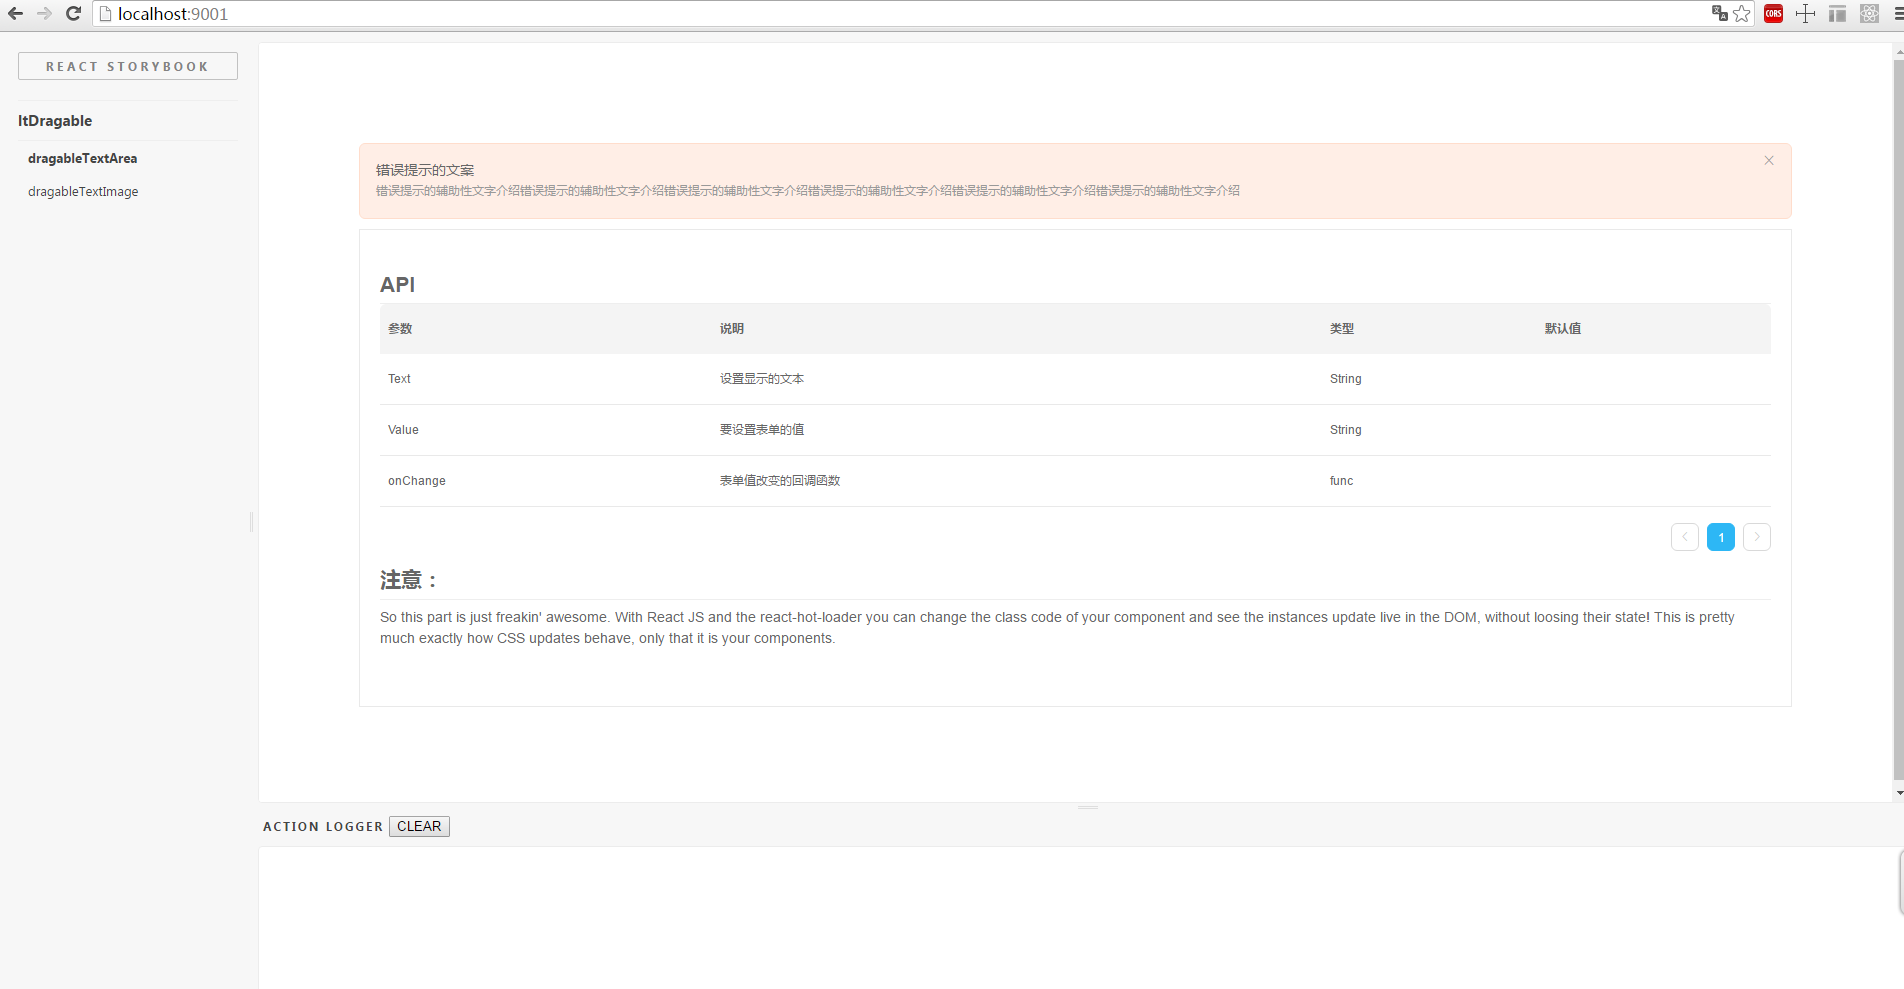 localhost:9001
CORS
REACT STORYBOOK
ltDragable
dragableTextArea
dragableTextImage
错误提示的文案
错误提示的辅助性文字介绍错误提示的辅助性文字介绍错误提示的辅助性文字介绍错误提示的辅助性文字介绍错误提示的辅助性文字介绍错误提示的辅助性文字介绍
API
参数 说明 类型 默认值
Text 设置显示的文本 String
Value 要设置表单的值 String
onChange 表单值改变的回调函数 func
1
注意：
So this part is just freakin' awesome. With React JS and the react-hot-loader you can change the class code of your component and see the instances update live in the DOM, without loosing their state! This is pretty
much exactly how CSS updates behave, only that it is your components.
ACTION LOGGER CLEAR